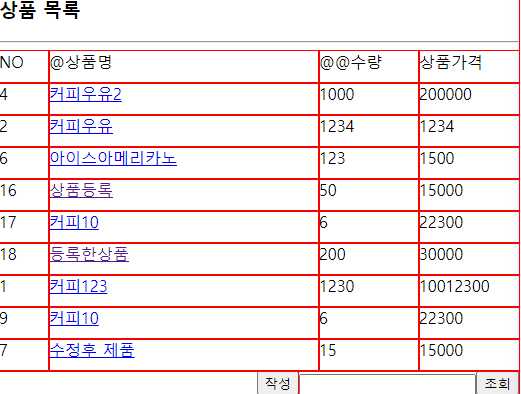 상품 목록
NO @상품명 @@수량 상품가격
4 커피우유2 1000 200000
2 커피우유 1234 1234
6 아이스아메리카노 123 1500
16 상품등록 50 15000
17 커피10 6 22300
18 등록한상품 200 30000
1 커피123 1230 10012300
9 커피10 6 22300
7 수정후 제품 15 15000
작성 조회